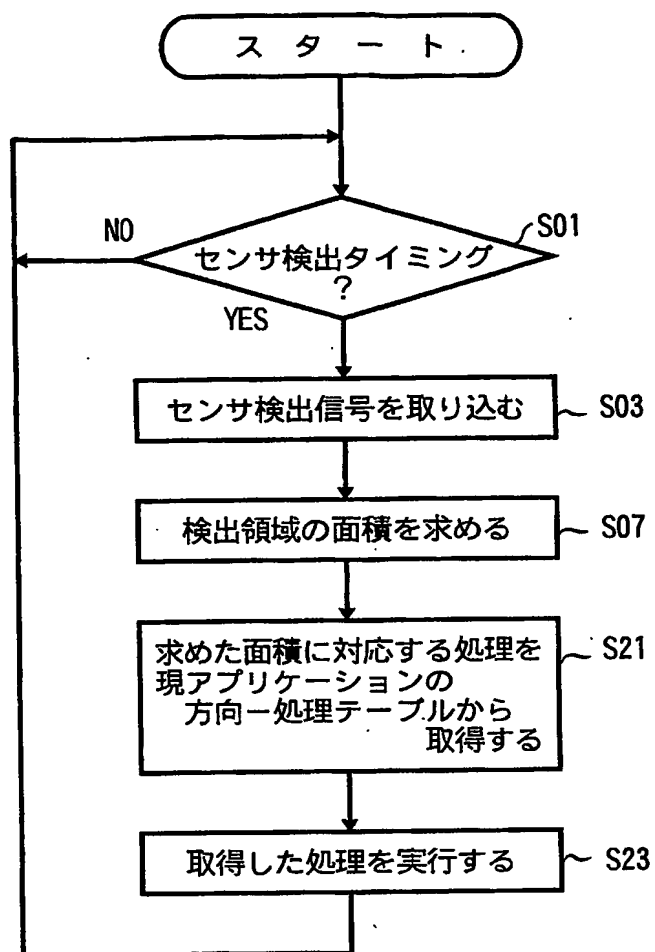 スタート
NO
センサ検出タイミング
?
S01
YES
センサ検出信号を取り込む
S03
検出領域の面積を求める
S07
求めた面積に対応する処理を
現アプリケーションの
方向ー処理テーブルから
取得する
S21
取得した処理を実行する
S23